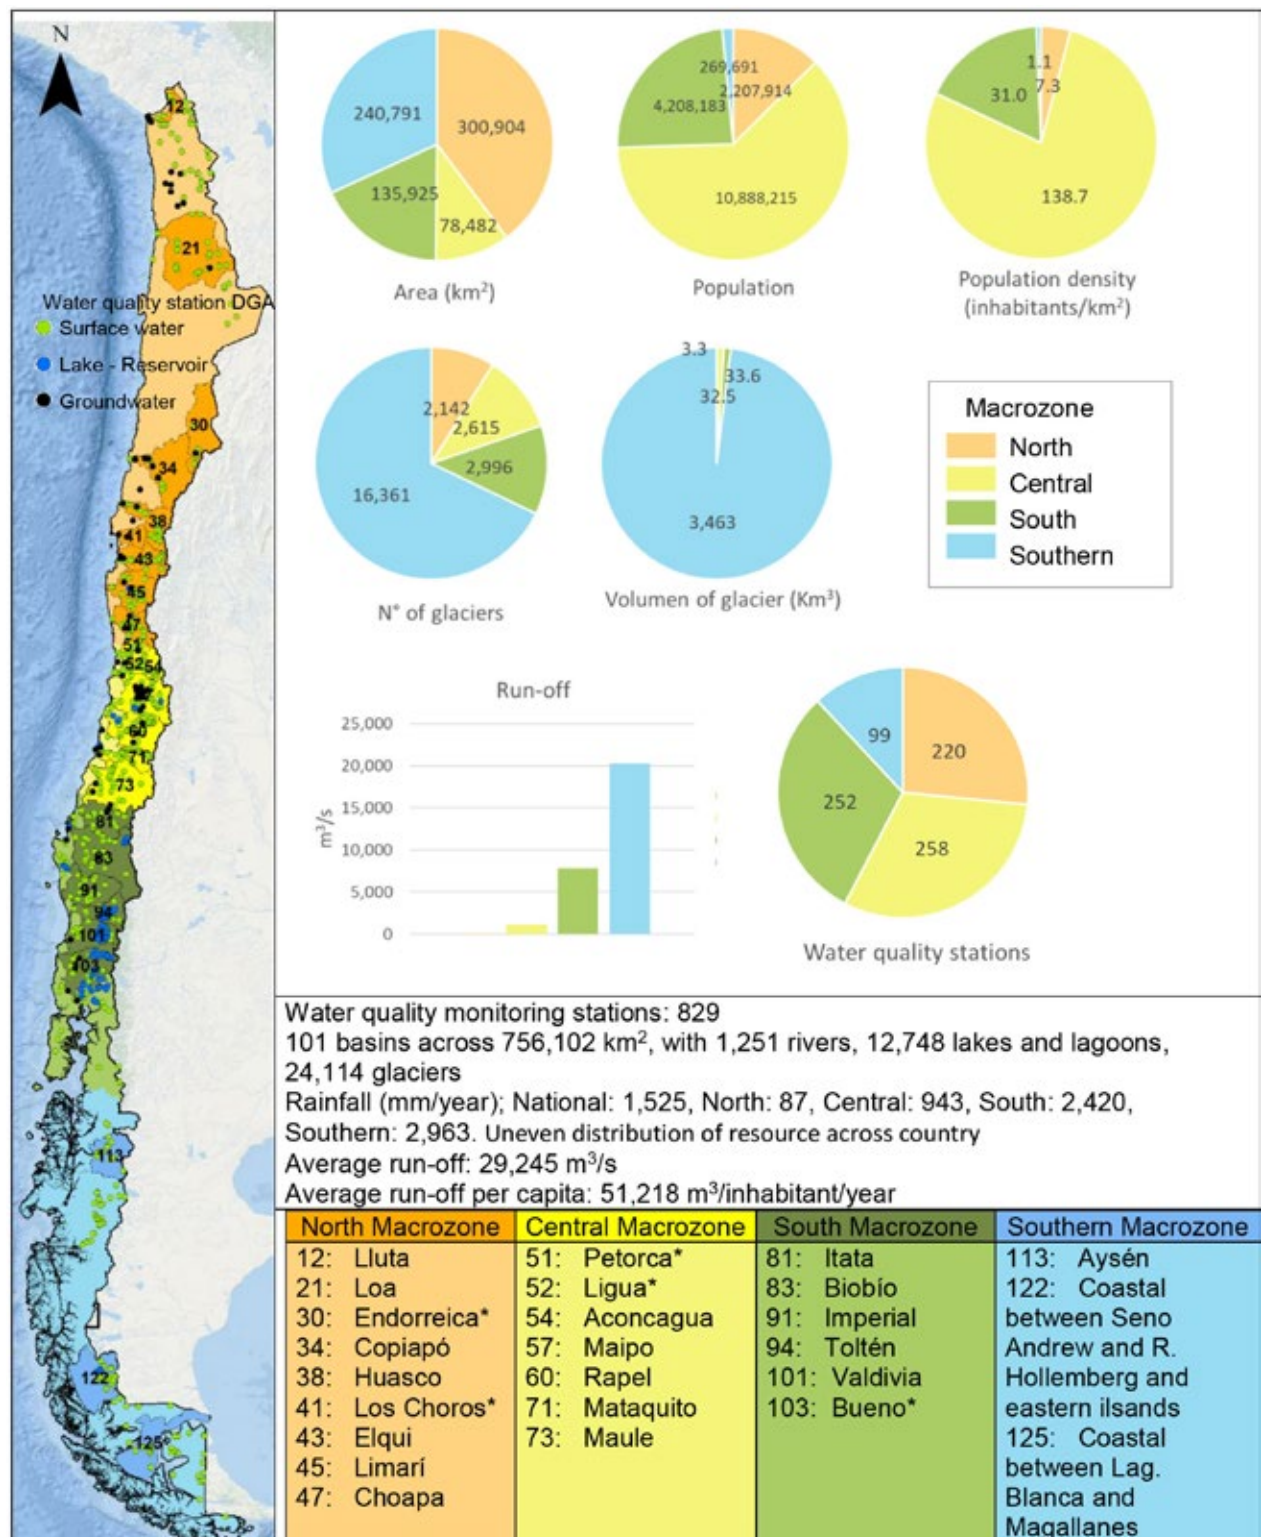 N
12
21
Water quality station DGA
Surface water
Lake - Reservoir
Groundwater
30
34
38
41
43
45
47
51
52 54
60
71
73
81
83
91
94
101
103
113
122
125
240,791
300,904
135,925
78,482
Area (km²)
269,691
2,207,914
4,208,183
10,888,215
Population
1.1
7.3
31.0
138.7
Population density
(inhabitants/km²)
2,142
2,615
2,996
16,361
N° of glaciers
3.3
33.6
32.5
3,463
Volumen of glacier (Km³)
Macrozone
North
Central
South
Southern
Run-off
25,000
20,000
15,000
10,000
5,000
0
m³/s
99
220
252
258
Water quality stations
Water quality monitoring stations: 829
101 basins across 756,102 km², with 1,251 rivers, 12,748 lakes and lagoons,
24,114 glaciers
Rainfall (mm/year); National: 1,525, North: 87, Central: 943, South: 2,420,
Southern: 2,963. Uneven distribution of resource across country
Average run-off: 29,245 m³/s
Average run-off per capita: 51,218 m³/inhabitant/year
North Macrozone
12: Lluta
21: Loa
30: Endorreica*
34: Copiapó
38: Huasco
41: Los Choros*
43: Elqui
45: Limarí
47: Choapa
Central Macrozone
51: Petorca*
52: Ligua*
54: Aconcagua
57: Maipo
60: Rapel
71: Mataquito
73: Maule
South Macrozone
81: Itata
83: Biobío
91: Imperial
94: Toltén
101: Valdivia
103: Bueno*
Southern Macrozone
113: Aysén
122: Coastal
between Seno
Andrew and R.
Hollemberg and
eastern ilsands
125: Coastal
between Lag.
Blanca and
Magallanes